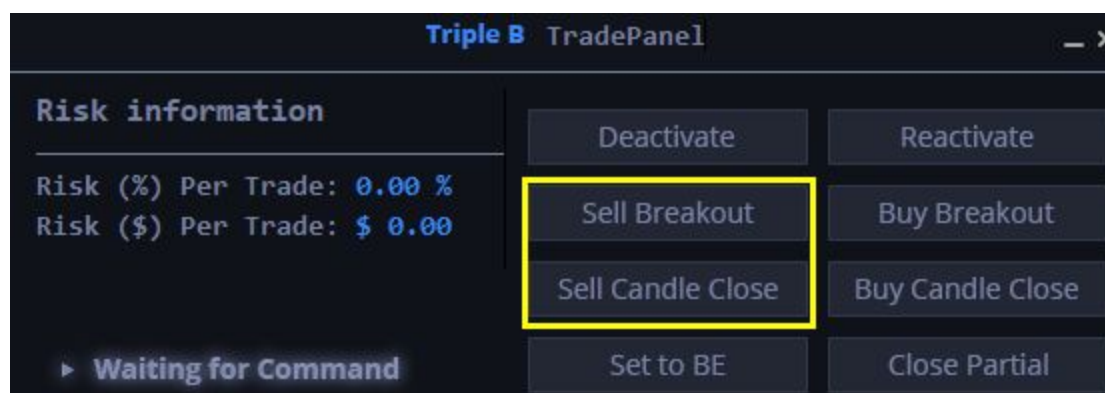 Triple B TradePanel
Risk information
Risk (%) Per Trade: 0.00 %
Risk ($) Per Trade: $ 0.00
Waiting for Command
Deactivate Reactivate
Sell Breakout Buy Breakout
Sell Candle Close Buy Candle Close
Set to BE Close Partial